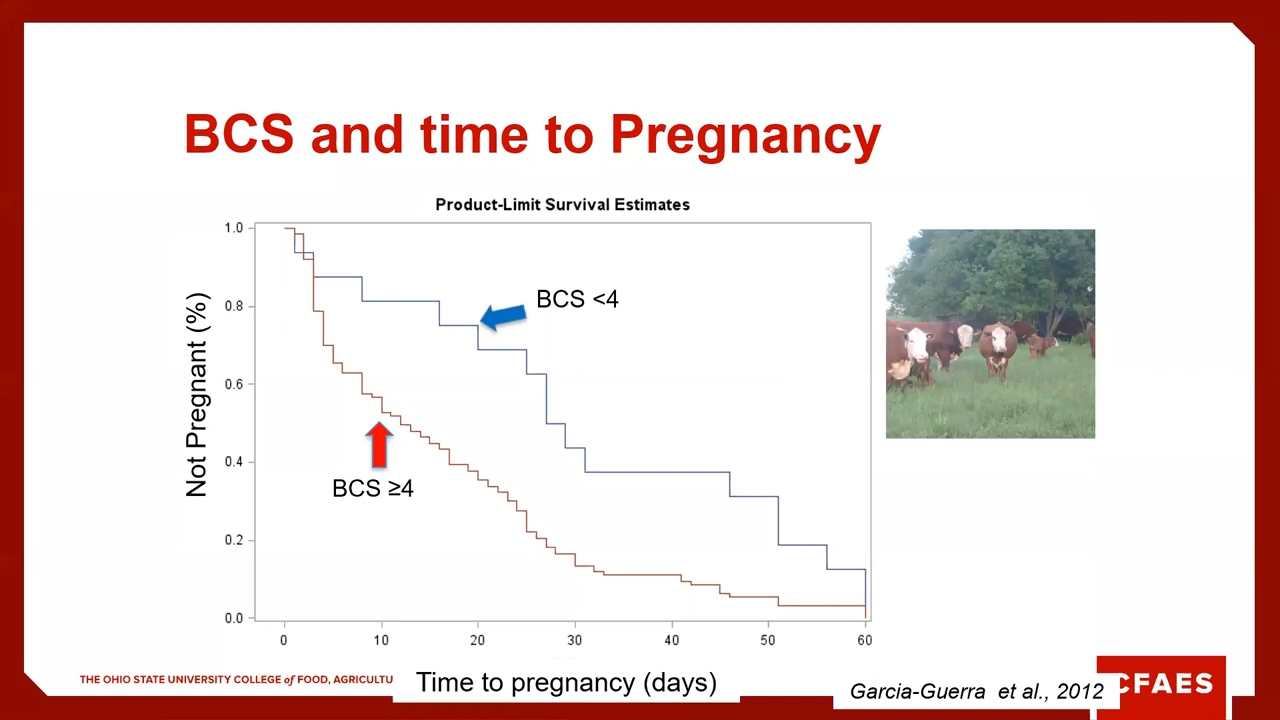 BCS and time to Pregnancy
Product-Limit Survival Estimates
Not Pregnant (%)
1.0
0.8
0.6
0.4
0.2
0.0
BCS <4
BCS ≥4
0 10 20 30 40 50 60
Time to pregnancy (days)
THE OHIO STATE UNIVERSITY COLLEGE of FOOD, AGRICULTU
Garcia-Guerra et al., 2012
CFAES